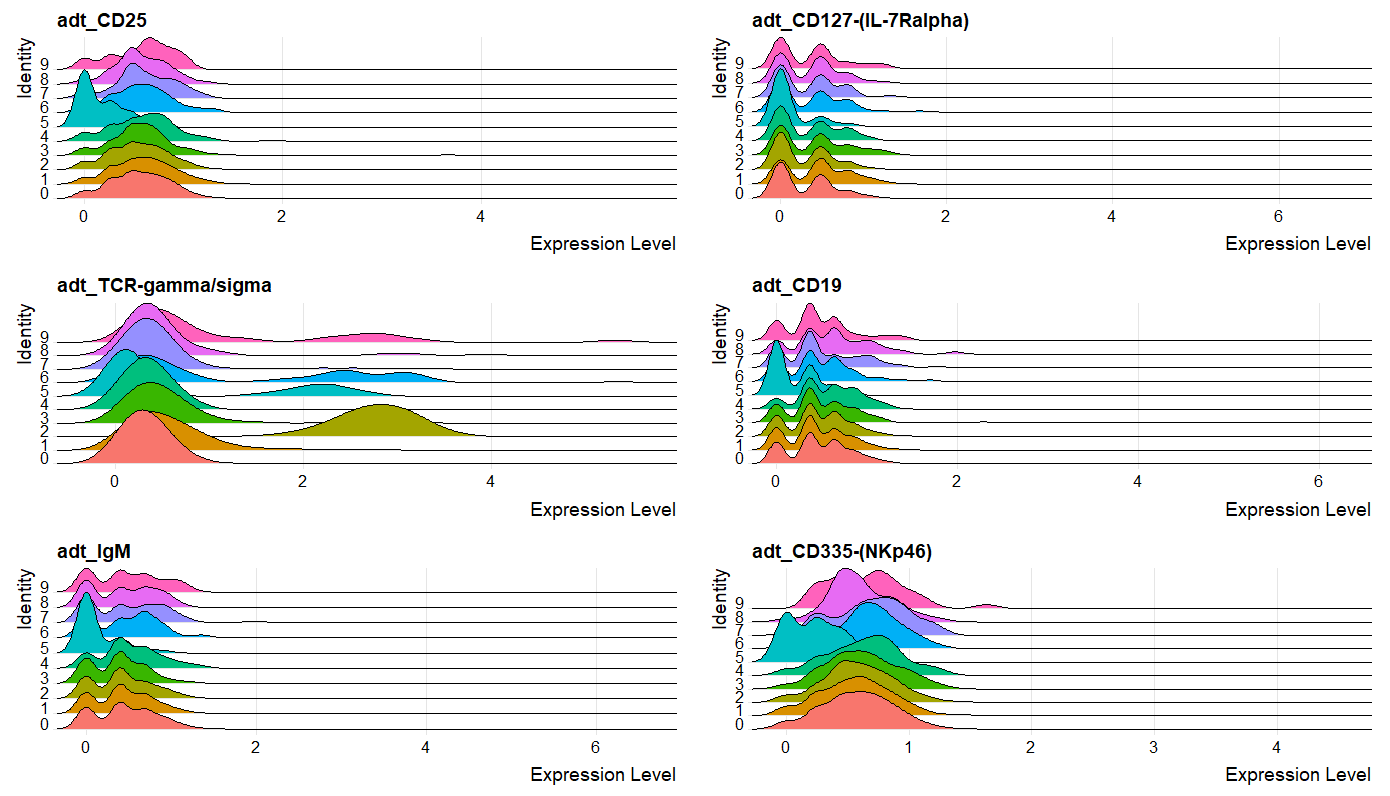 adt_CD25
Identity
9
8
7
6
5
4
3
2
1
0
0 2 4
Expression Level
adt_CD127-(IL-7Ralpha)
Identity
9
8
7
6
5
4
3
2
1
0
0 2 4 6
Expression Level
adt_TCR-gamma/sigma
Identity
9
8
7
6
5
4
3
2
1
0
0 2 4
Expression Level
adt_CD19
Identity
9
8
7
6
5
4
3
2
1
0
0 2 4 6
Expression Level
adt_IgM
Identity
9
8
7
6
5
4
3
2
1
0
0 2 4 6
Expression Level
adt_CD335-(NKp46)
Identity
9
8
7
6
5
4
3
2
1
0
0 1 2 3 4
Expression Level